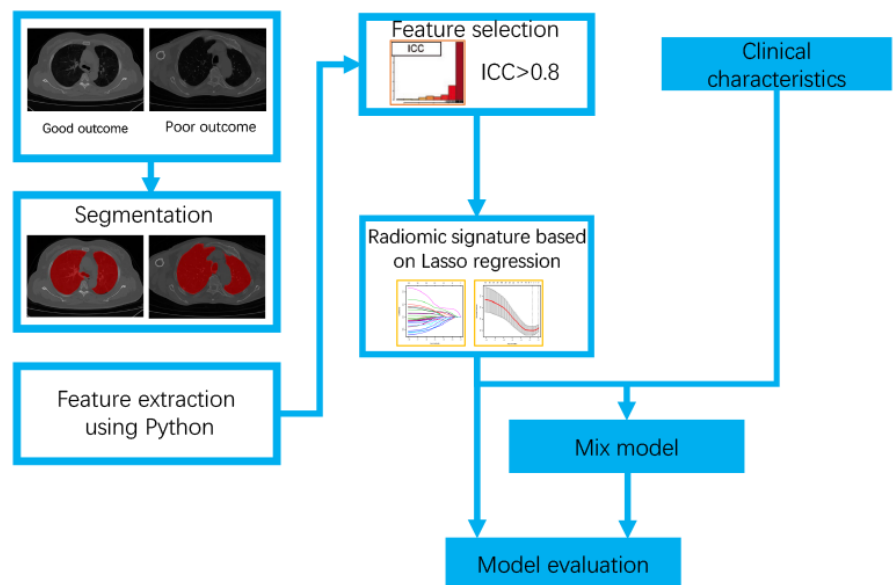 Good outcome
Poor outcome
Segmentation
Feature extraction
using Python
Feature selection
ICC
ICC>0.8
Radiomic signature based
on Lasso regression
Clinical
characteristics
Mix model
Model evaluation